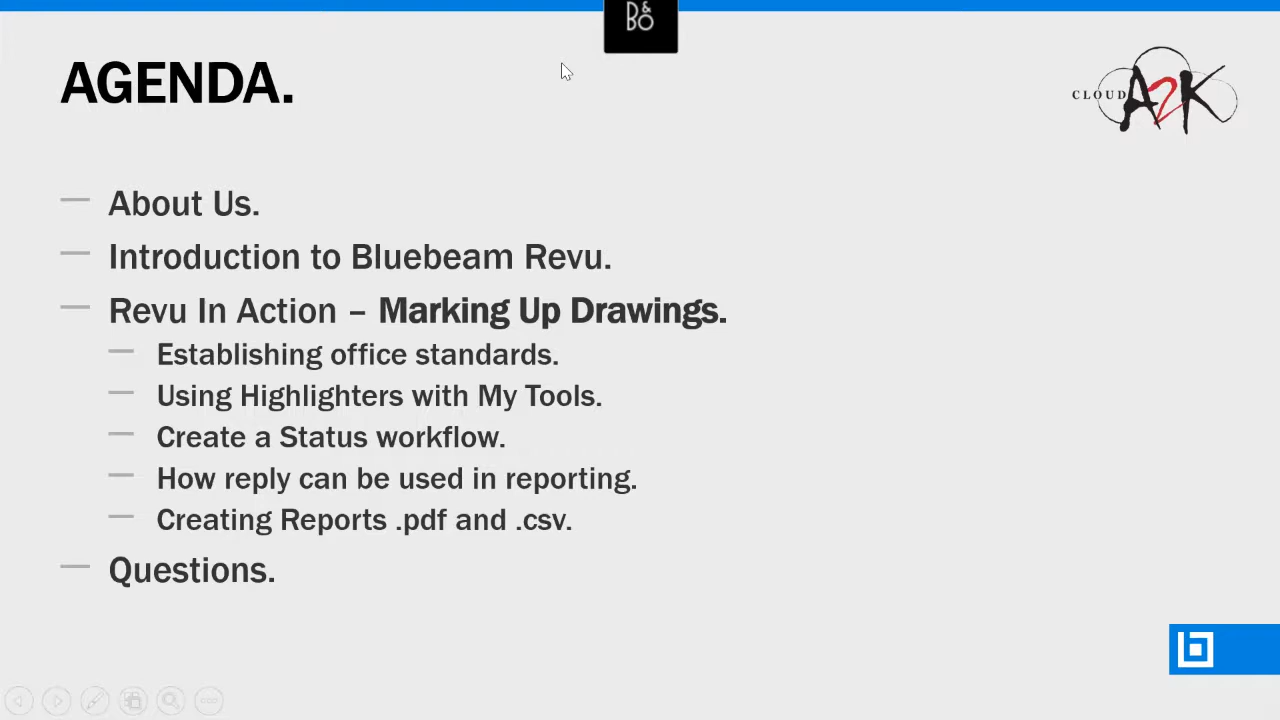 D&
BO
AGENDA.
CLOUD A2K
About Us.
Introduction to Bluebeam Revu.
Revu In Action – Marking Up Drawings.
Establishing office standards.
Using Highlighters with My Tools.
Create a Status workflow.
How reply can be used in reporting.
Creating Reports .pdf and .csv.
Questions.